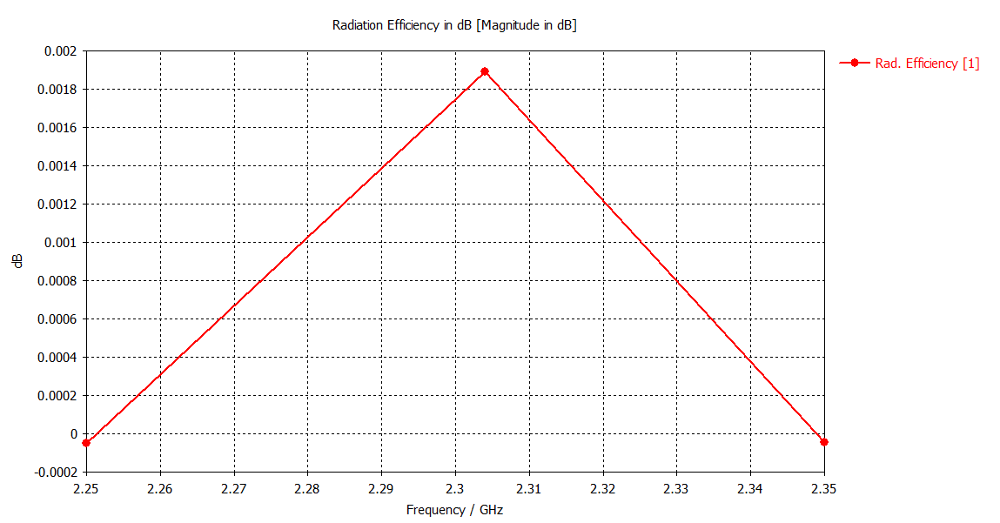 Radiation Efficiency in dB [Magnitude in dB]
Rad. Efficiency [1]
0.002
0.0018
0.0016
0.0014
0.0012
0.001
0.0008
0.0006
0.0004
0.0002
0
-0.0002
dB
2.25 2.26 2.27 2.28 2.29 2.3 2.31 2.32 2.33 2.34 2.35
Frequency / GHz